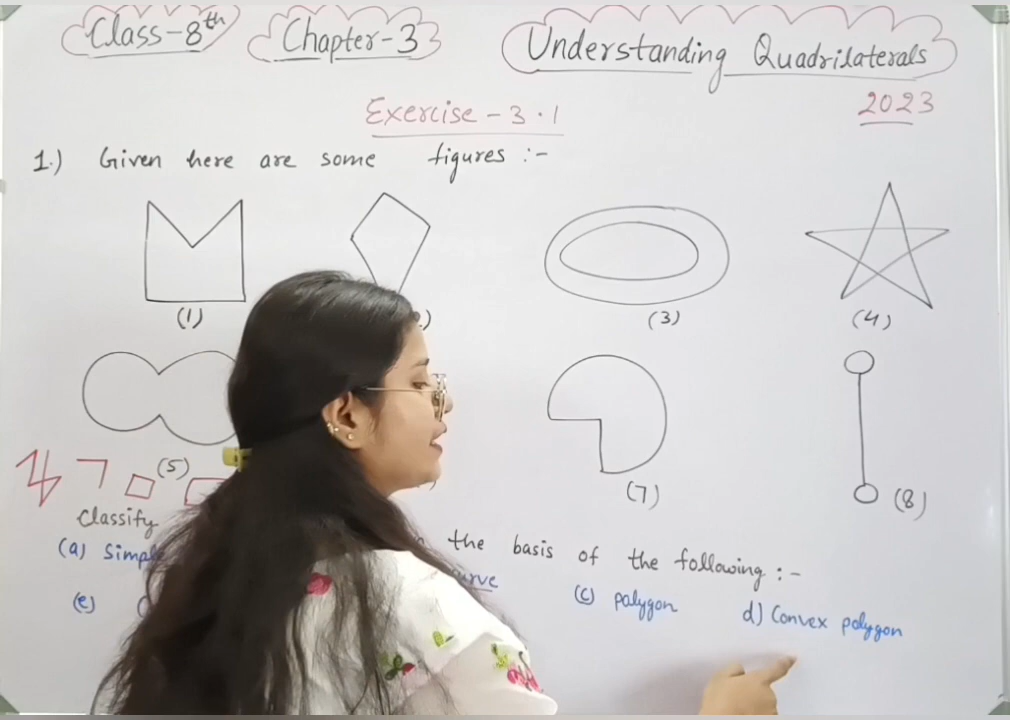 Class-8th Chapter-3 Understanding Quadrilaterals
2023
Exercise - 3.1
1.) Given here are some figures :-
(1) (3) (4)
(5) (7) (8)
Classify the basis of the following :-
(a) (c) polygon d) Convex polygon
(e)